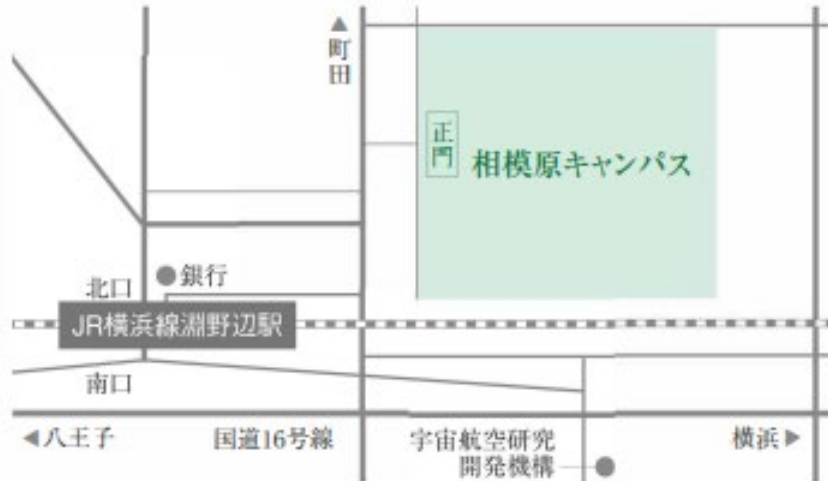 町田
正門
相模原キャンパス
銀行
北口
JR横浜線淵野辺駅
南口
八王子
国道16号線
宇宙航空研究
開発機構
横浜